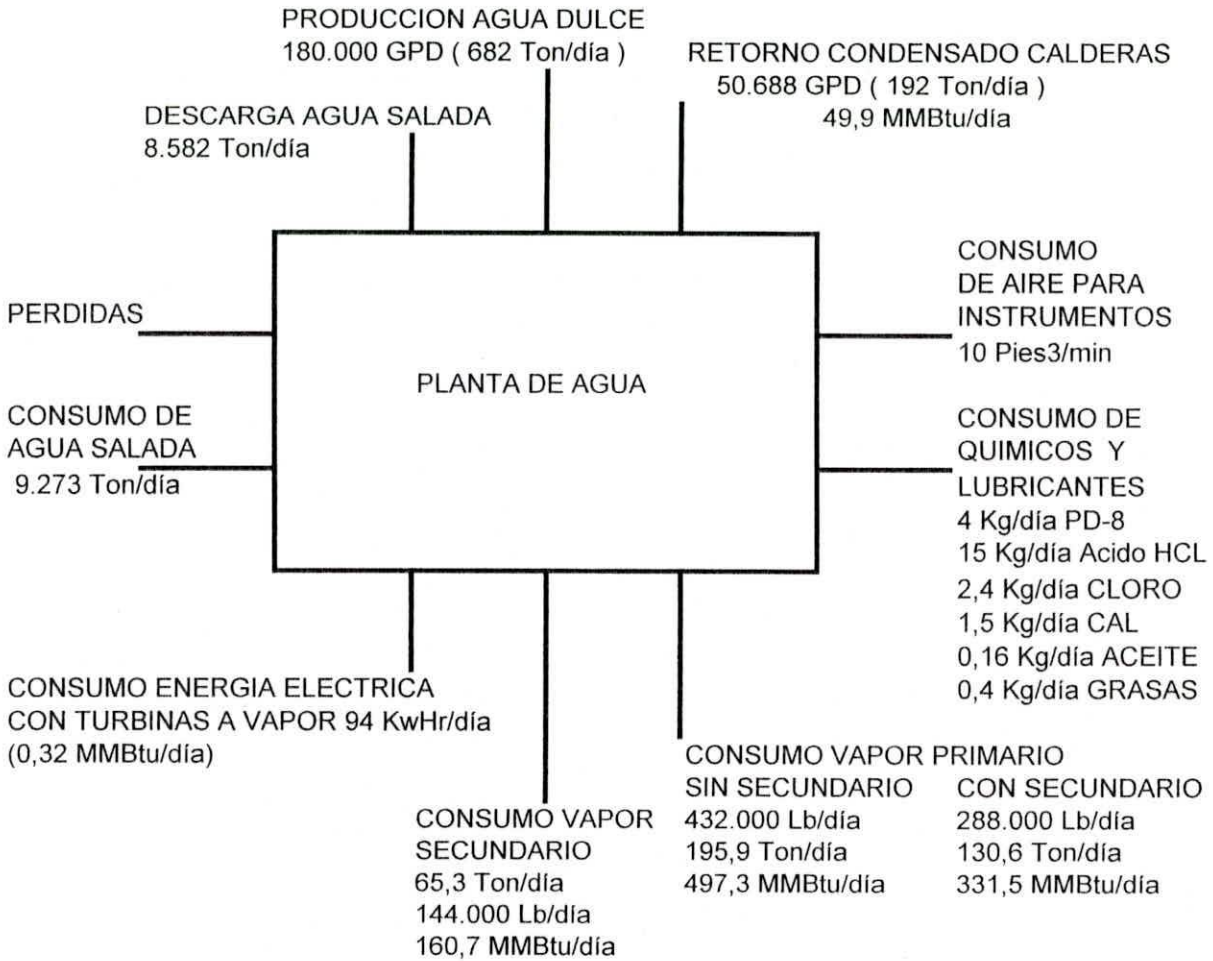 PRODUCCION AGUA DULCE
180.000 GPD ( 682 Ton/día )
RETORNO CONDENSADO CALDERAS
50.688 GPD ( 192 Ton/día )
49,9 MMBtu/día
DESCARGA AGUA SALADA
8.582 Ton/día
PERDIDAS
CONSUMO DE
AGUA SALADA
9.273 Ton/día
PLANTA DE AGUA
CONSUMO
DE AIRE PARA
INSTRUMENTOS
10 Pies3/min
CONSUMO DE
QUIMICOS Y
LUBRICANTES
4 Kg/día PD-8
15 Kg/día Acido HCL
2,4 Kg/día CLORO
1,5 Kg/día CAL
0,16 Kg/día ACEITE
0,4 Kg/día GRASAS
CONSUMO ENERGIA ELECTRICA
CON TURBINAS A VAPOR 94 KwHr/día
(0,32 MMBtu/día)
CONSUMO VAPOR
SECUNDARIO
65,3 Ton/día
144.000 Lb/día
160,7 MMBtu/día
CONSUMO VAPOR PRIMARIO
SIN SECUNDARIO
432.000 Lb/día
195,9 Ton/día
497,3 MMBtu/día
CON SECUNDARIO
288.000 Lb/día
130,6 Ton/día
331,5 MMBtu/día